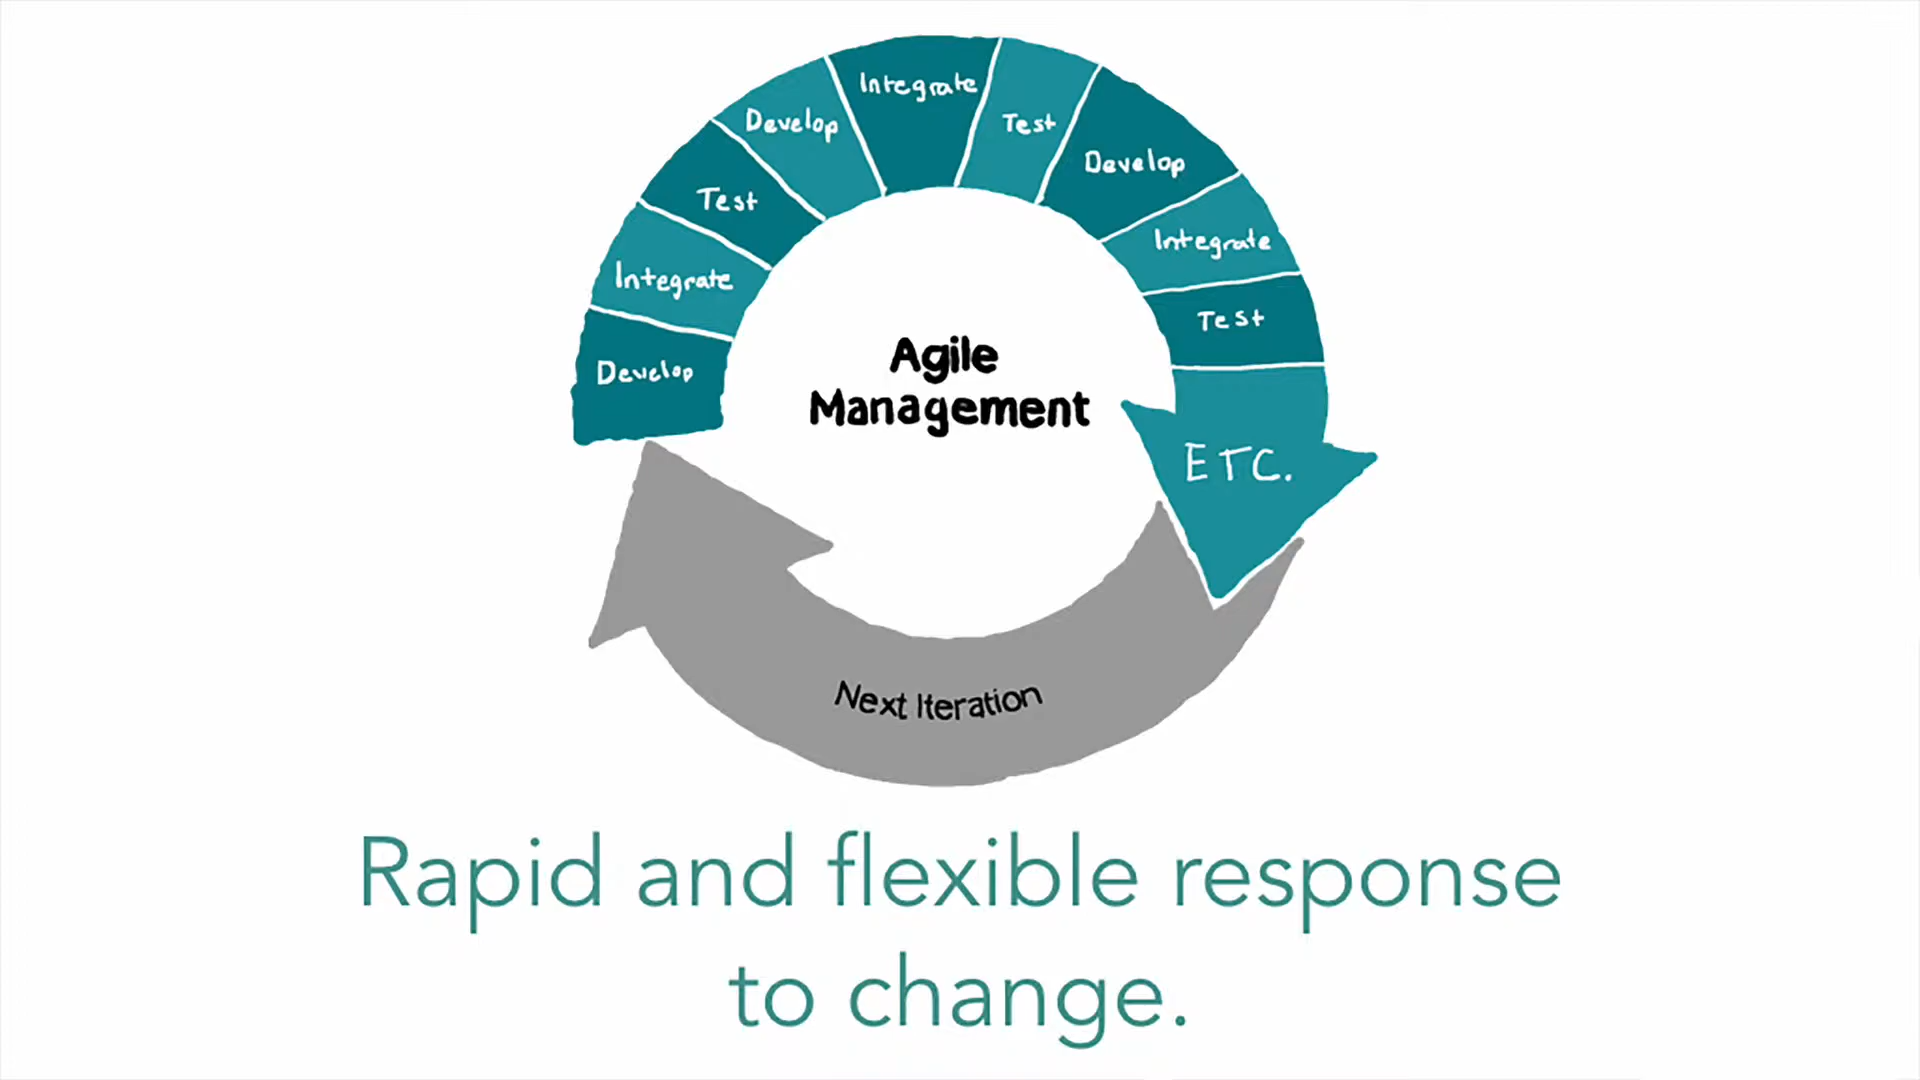 Develop
Integrate
Test
Develop
Integrate
Test
Develop
Integrate
Test
ETC.
Agile
Management
Next Iteration
Rapid and flexible response
to change.